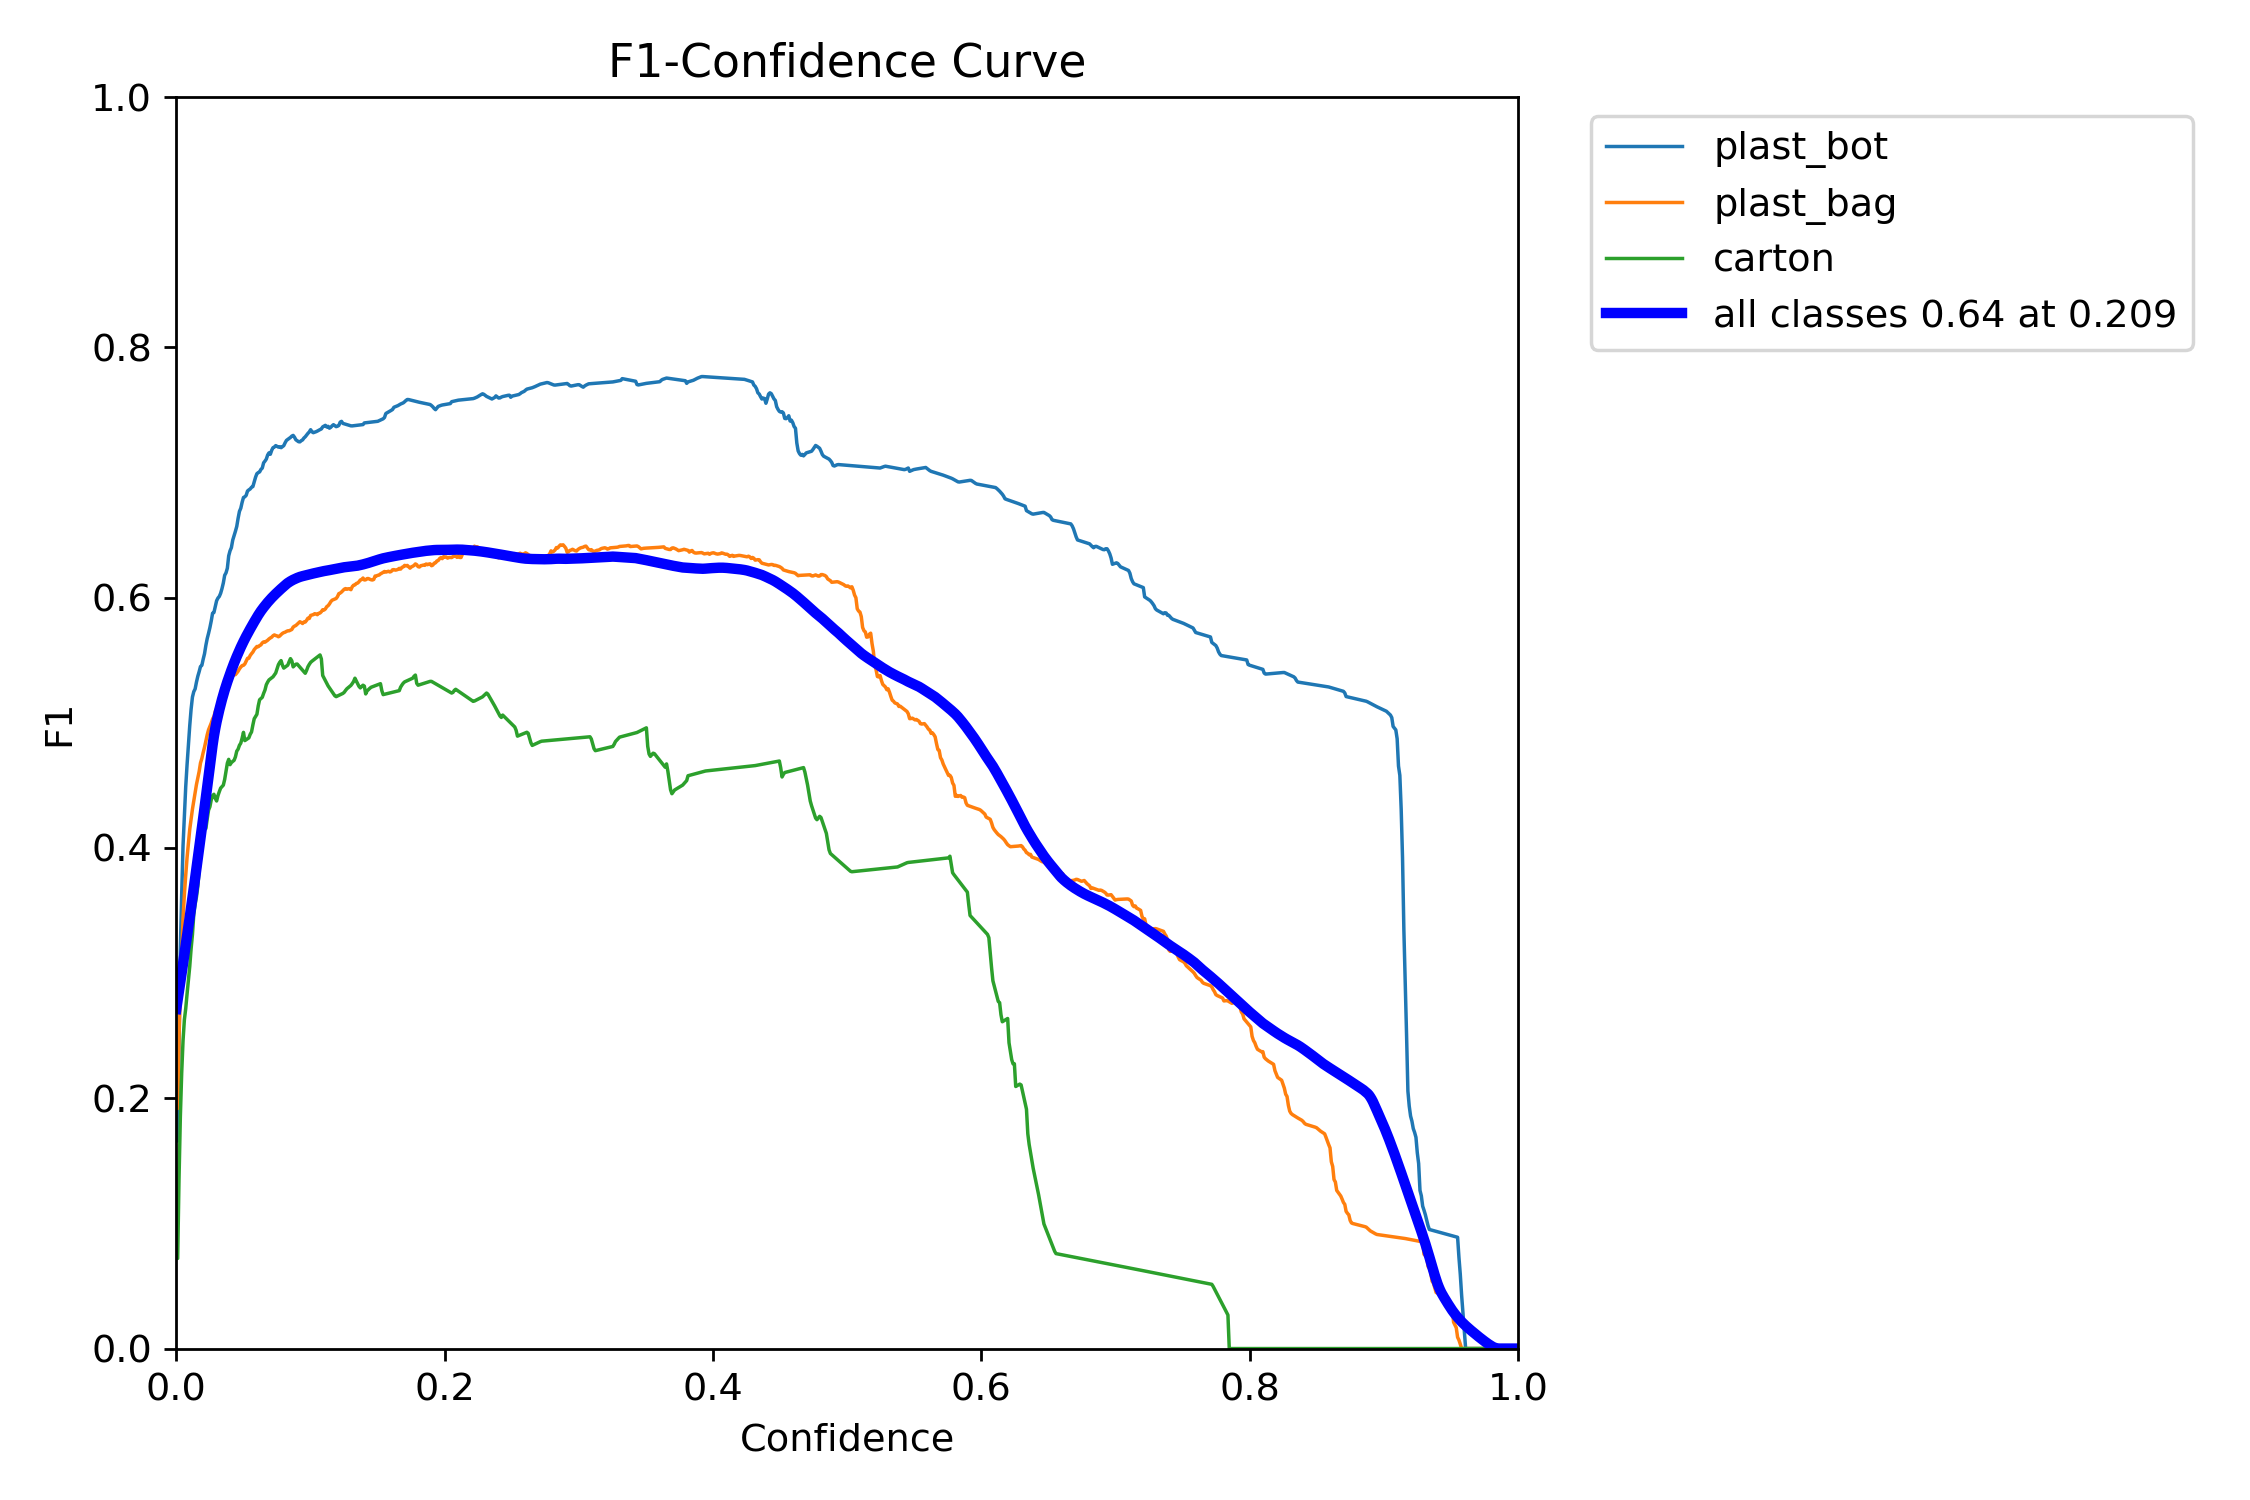 F1-Confidence Curve
1.0
0.8
0.6
0.4
0.2
0.0
F1
0.0 0.2 0.4 0.6 0.8 1.0
Confidence
plast_bot
plast_bag
carton
all classes 0.64 at 0.209